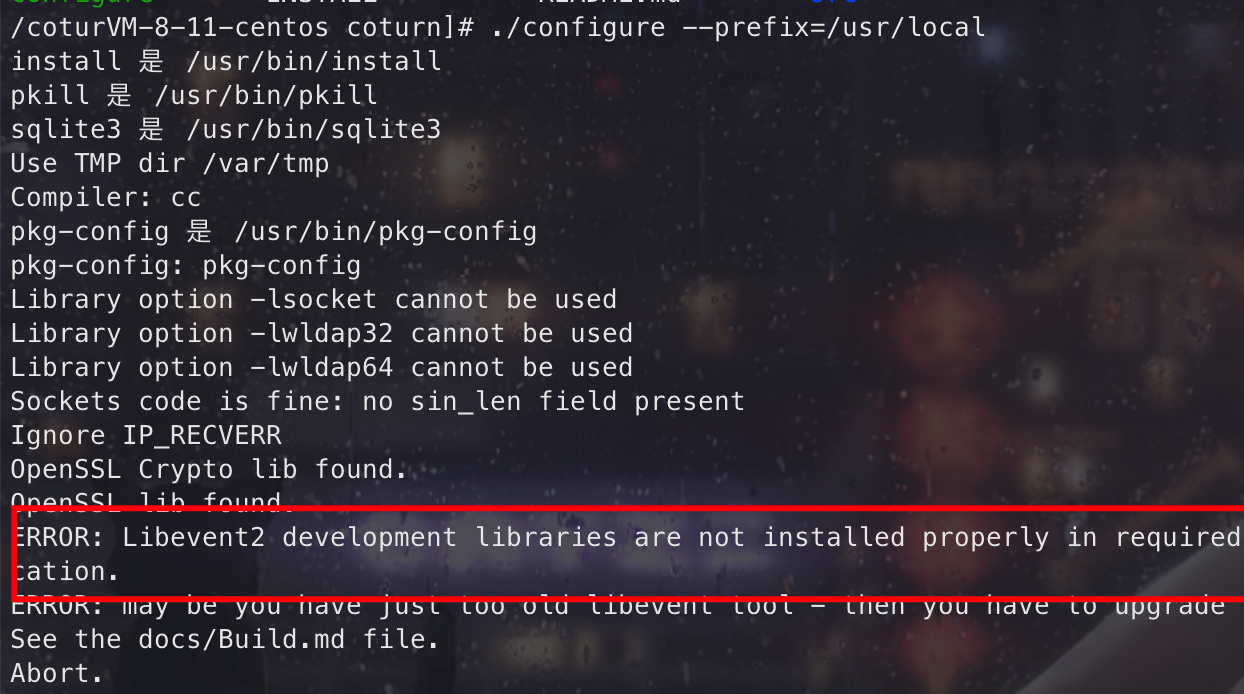 configure INSTALL README.md src
/coturVM-8-11-centos coturn]# ./configure --prefix=/usr/local
install 是 /usr/bin/install
pkill 是 /usr/bin/pkill
sqlite3 是 /usr/bin/sqlite3
Use TMP dir /var/tmp
Compiler: cc
pkg-config 是 /usr/bin/pkg-config
pkg-config: pkg-config
Library option -lsocket cannot be used
Library option -lwldap32 cannot be used
Library option -lwldap64 cannot be used
Sockets code is fine: no sin_len field present
Ignore IP_RECVERR
OpenSSL Crypto lib found.
OpenSSL lib found.
ERROR: Libevent2 development libraries are not installed properly in required
cation.
ERROR: may be you have just too old libevent tool - then you have to upgrade
See the docs/Build.md file.
Abort.